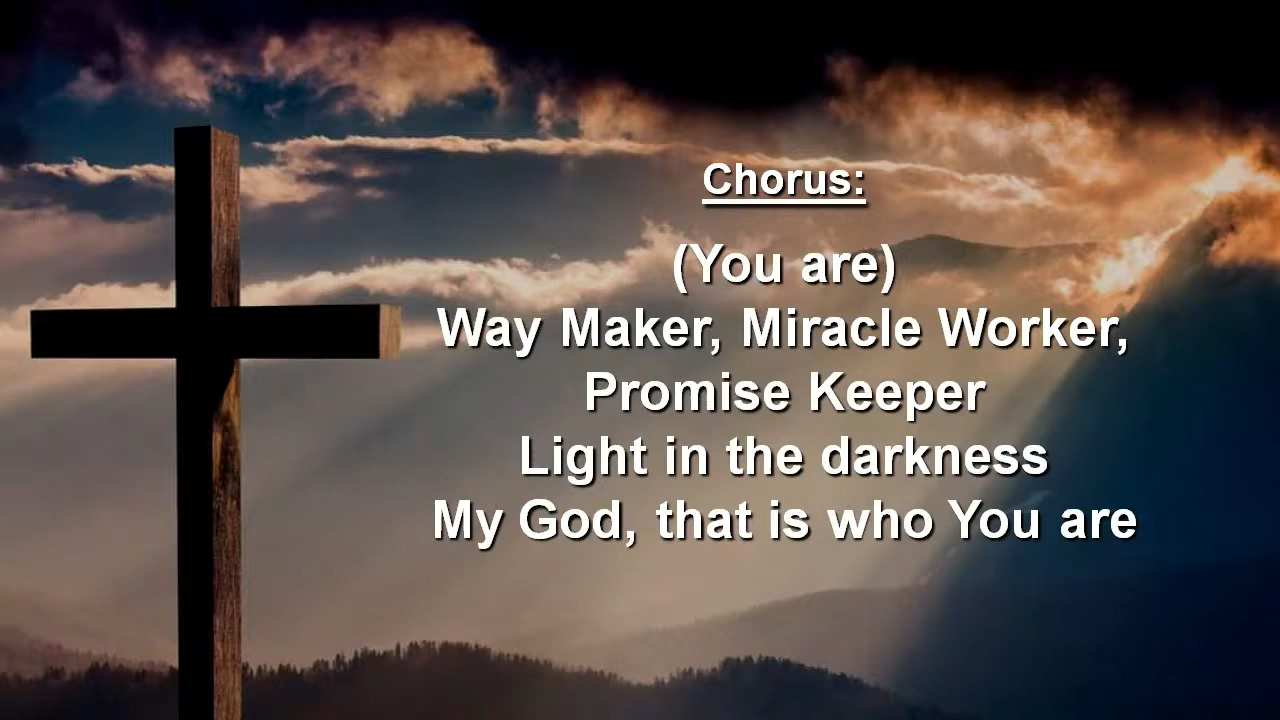 Chorus:
(You are)
Way Maker, Miracle Worker,
Promise Keeper
Light in the darkness
My God, that is who You are